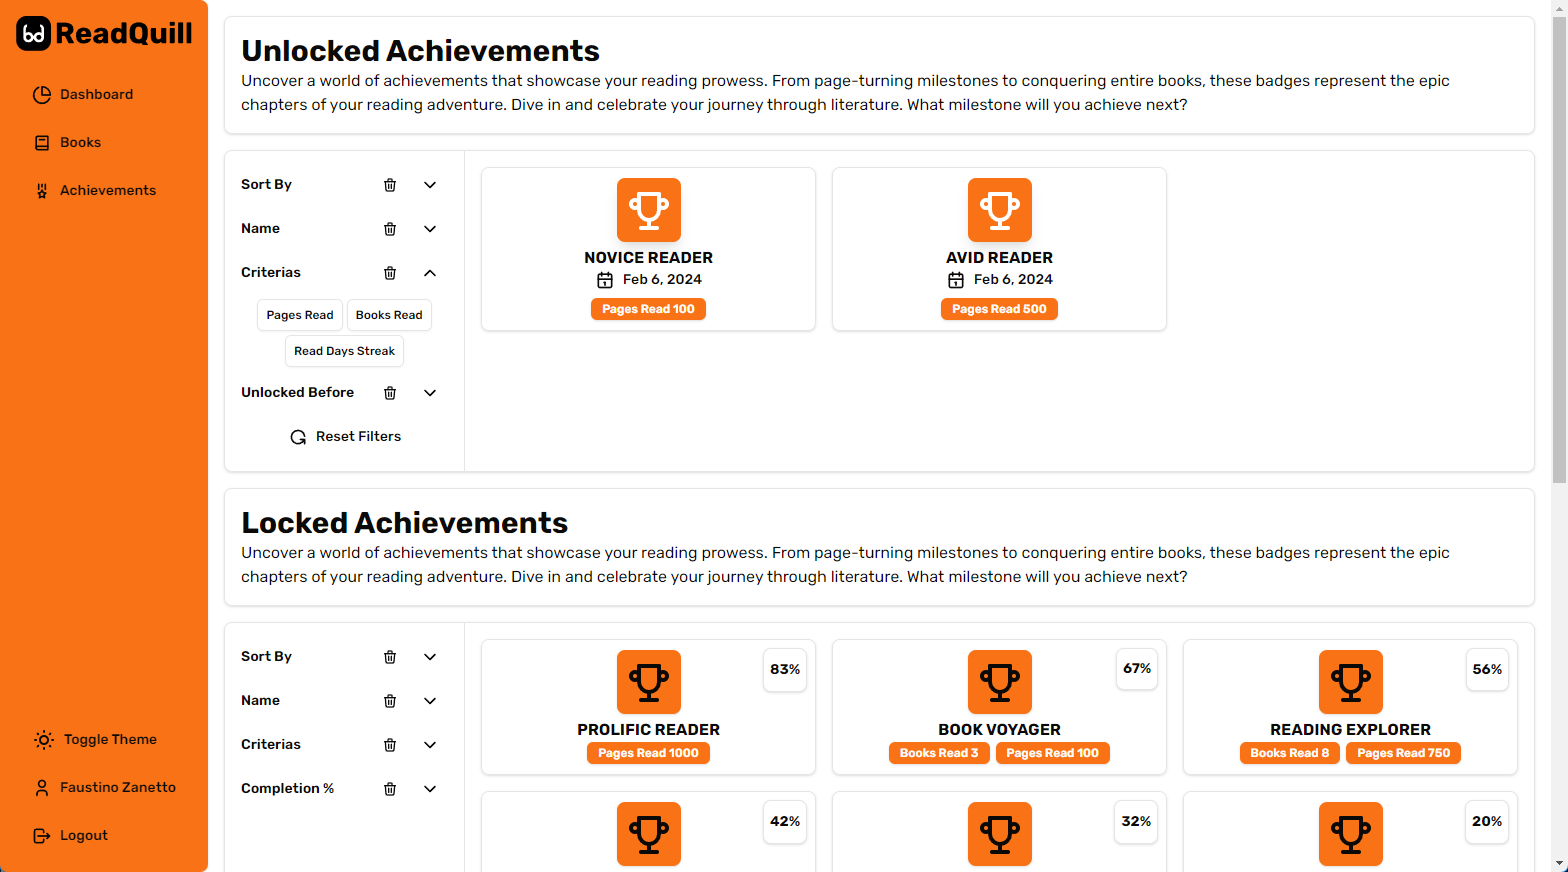 ReadQuill
Dashboard
Books
Achievements
Toggle Theme
Faustino Zanetto
Logout
Unlocked Achievements
Uncover a world of achievements that showcase your reading prowess. From page-turning milestones to conquering entire books, these badges represent the epic
chapters of your reading adventure. Dive in and celebrate your journey through literature. What milestone will you achieve next?
Sort By
Name
Criterias
Pages Read
Books Read
Read Days Streak
Unlocked Before
Reset Filters
NOVICE READER
Feb 6, 2024
Pages Read 100
AVID READER
Feb 6, 2024
Pages Read 500
Locked Achievements
Uncover a world of achievements that showcase your reading prowess. From page-turning milestones to conquering entire books, these badges represent the epic
chapters of your reading adventure. Dive in and celebrate your journey through literature. What milestone will you achieve next?
Sort By
Name
Criterias
Completion %
83%
PROLIFIC READER
Pages Read 1000
67%
BOOK VOYAGER
Books Read 3
Pages Read 100
56%
READING EXPLORER
Books Read 8
Pages Read 750
42%
32%
20%